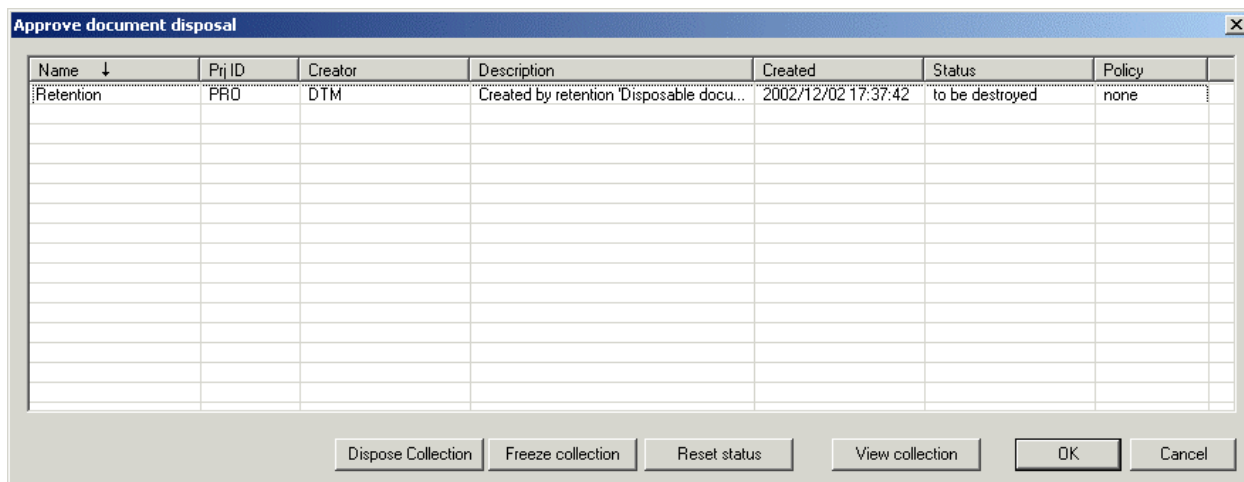 Approve document disposal
Name ↓ Prj ID Creator Description Created Status Policy
Retention PRO DTM Created by retention 'Disposable docu... 2002/12/02 17:37:42 to be destroyed none
Dispose Collection Freeze collection Reset status View collection OK Cancel